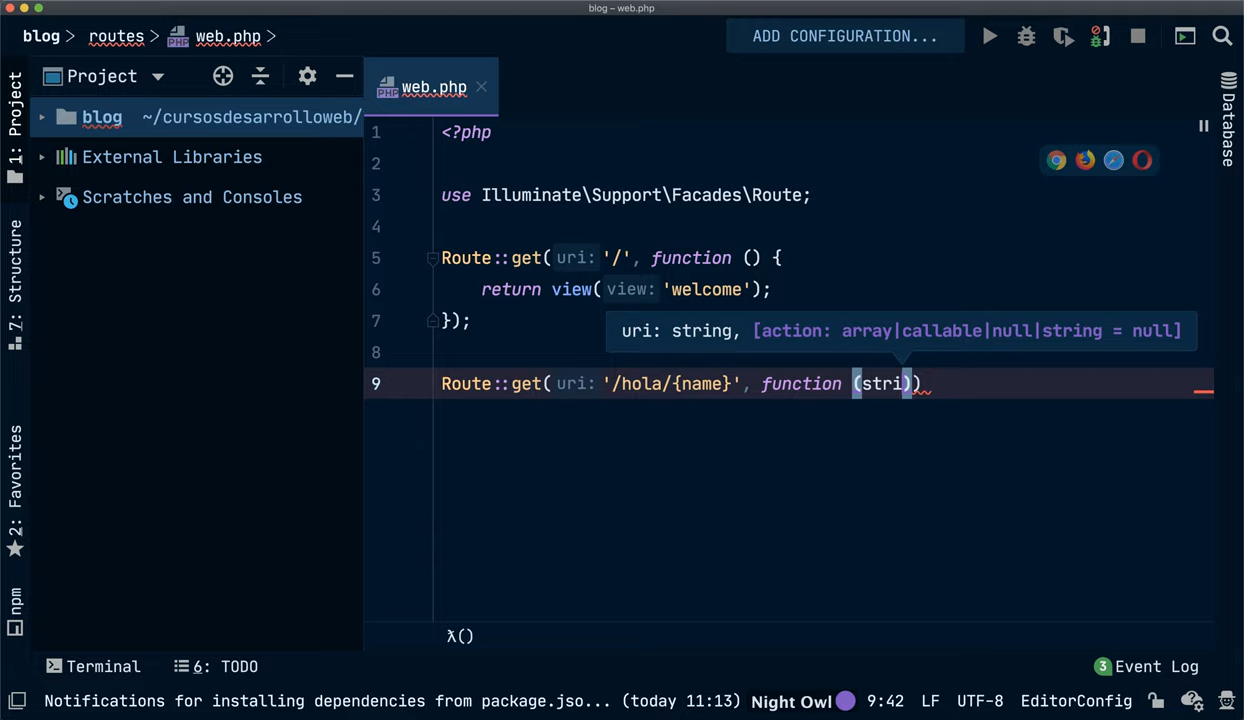 blog – web.php
blog > routes > web.php >
ADD CONFIGURATION...
1: Project
7: Structure
2: Favorites
npm
Project
blog ~/cursosdesarrolloweb/
External Libraries
Scratches and Consoles
web.php
Database
1 <?php
2
3 use Illuminate\Support\Facades\Route;
4
5 Route::get( uri: '/', function () {
6 return view( view: 'welcome');
7 });
uri: string, [action: array|callable|null|string = null]
8
9 Route::get( uri: '/hola/{name}', function (stri))
λ()
Terminal
6: TODO
3 Event Log
Notifications for installing dependencies from package.jso... (today 11:13)
Night Owl
9:42
LF
UTF-8
EditorConfig